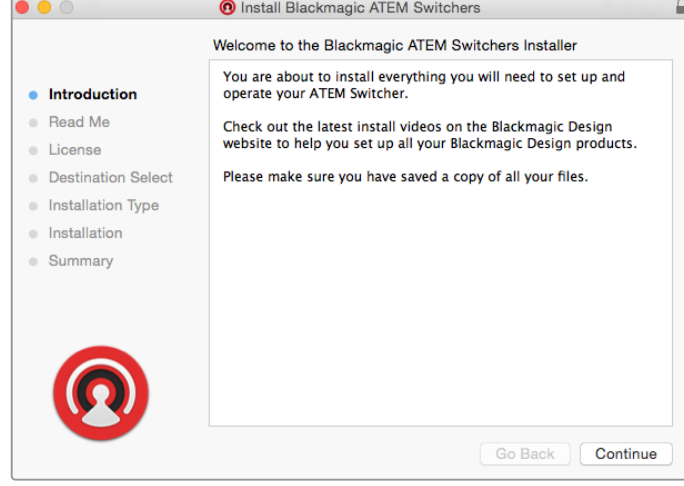 Install Blackmagic ATEM Switchers
Welcome to the Blackmagic ATEM Switchers Installer
Introduction
Read Me
License
Destination Select
Installation Type
Installation
Summary
You are about to install everything you will need to set up and
operate your ATEM Switcher.
Check out the latest install videos on the Blackmagic Design
website to help you set up all your Blackmagic Design products.
Please make sure you have saved a copy of all your files.
Go Back
Continue